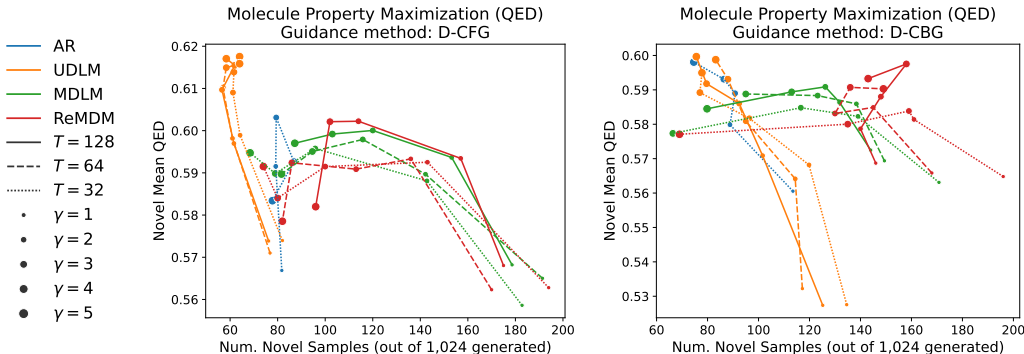 AR
UDLM
MDLM
ReMDM
T = 128
T = 64
T = 32
γ = 1
γ = 2
γ = 3
γ = 4
γ = 5
Molecule Property Maximization (QED)
Guidance method: D-CFG
Novel Mean QED
0.62
0.61
0.60
0.59
0.58
0.57
0.56
60 80 100 120 140 160 180 200
Num. Novel Samples (out of 1,024 generated)
Molecule Property Maximization (QED)
Guidance method: D-CBG
Novel Mean QED
0.60
0.59
0.58
0.57
0.56
0.55
0.54
0.53
60 80 100 120 140 160 180 200
Num. Novel Samples (out of 1,024 generated)